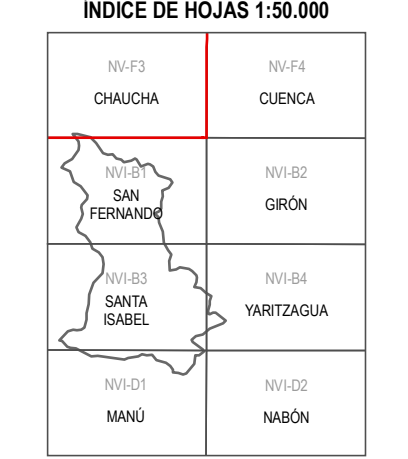 ÍNDICE DE HOJAS 1:50.000
NV-F3
CHAUCHA
NV-F4
CUENCA
NVI-B1
SAN
FERNANDO
NVI-B2
GIRÓN
NVI-B3
SANTA
ISABEL
NVI-B4
YARITZAGUA
NVI-D1
MANÚ
NVI-D2
NABÓN